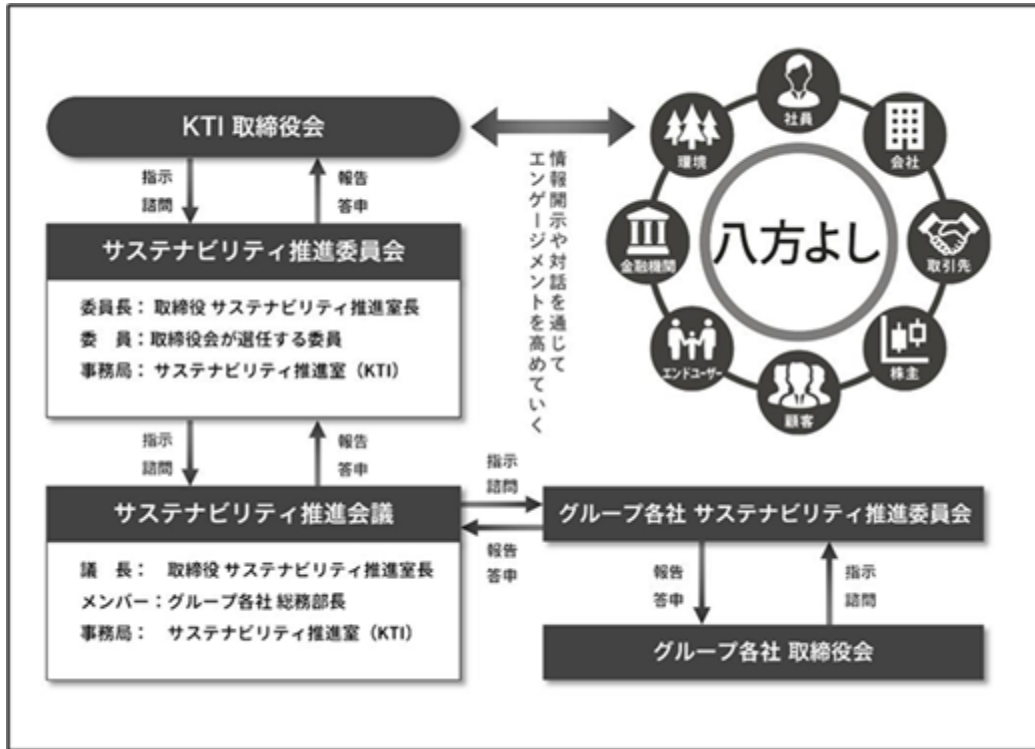 KTI 取締役会
指示
諮問
報告
答申
サステナビリティ推進委員会
委員長： 取締役 サステナビリティ推進室長
委　員：取締役会が選任する委員
事務局： サステナビリティ推進室（KTI）
指示
諮問
報告
答申
サステナビリティ推進会議
議　長：　取締役 サステナビリティ推進室長
メンバー：グループ各社 総務部長
事務局：　サステナビリティ推進室（KTI）
情報開示や対話を通じて
エンゲージメントを高めていく
社員
会社
取引先
株主
顧客
エンドユーザー
金融機関
環境
八方よし
指示
諮問
報告
答申
グループ各社 サステナビリティ推進委員会
報告
答申
指示
諮問
グループ各社 取締役会